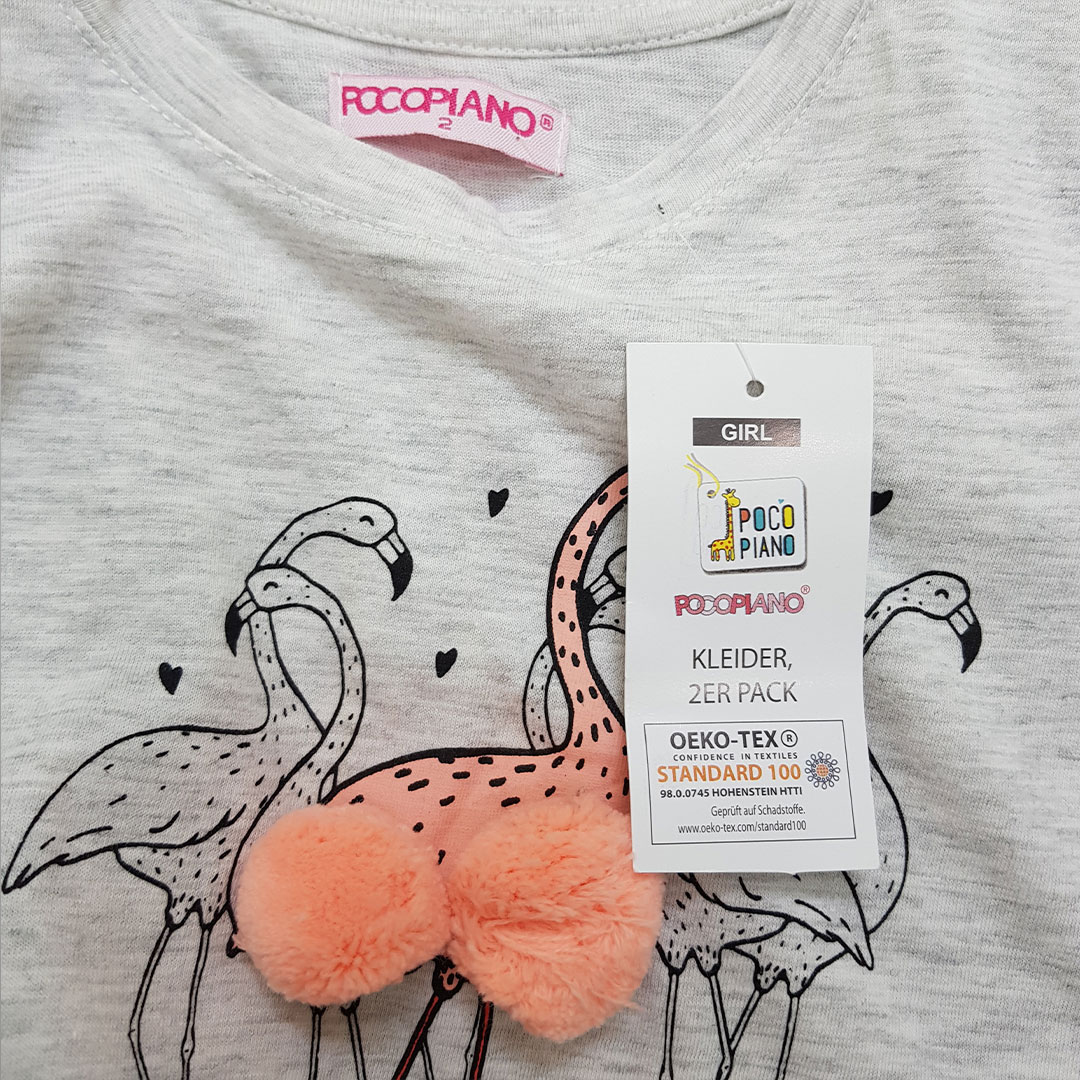 POCOPIANO®
2
GIRL
POCO
PIANO
POCOPIANO®
KLEIDER,
2ER PACK
OEKO-TEX®
CONFIDENCE IN TEXTILES
STANDARD 100
98.0.0745 HOHENSTEIN HTTI
Geprüft auf Schadstoffe.
www.oeko-tex.com/standard100